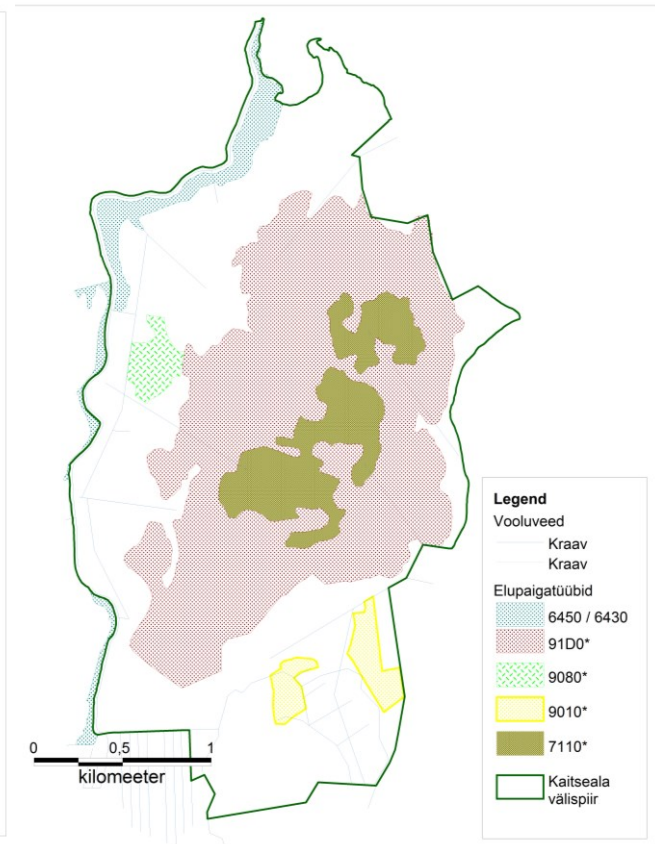 Legend
Vooluveed
Kraav
Kraav
Elupaigatüübid
6450 / 6430
91D0*
9080*
9010*
7110*
Kaitseala
välispiir
0 0,5 1
kilomeeter